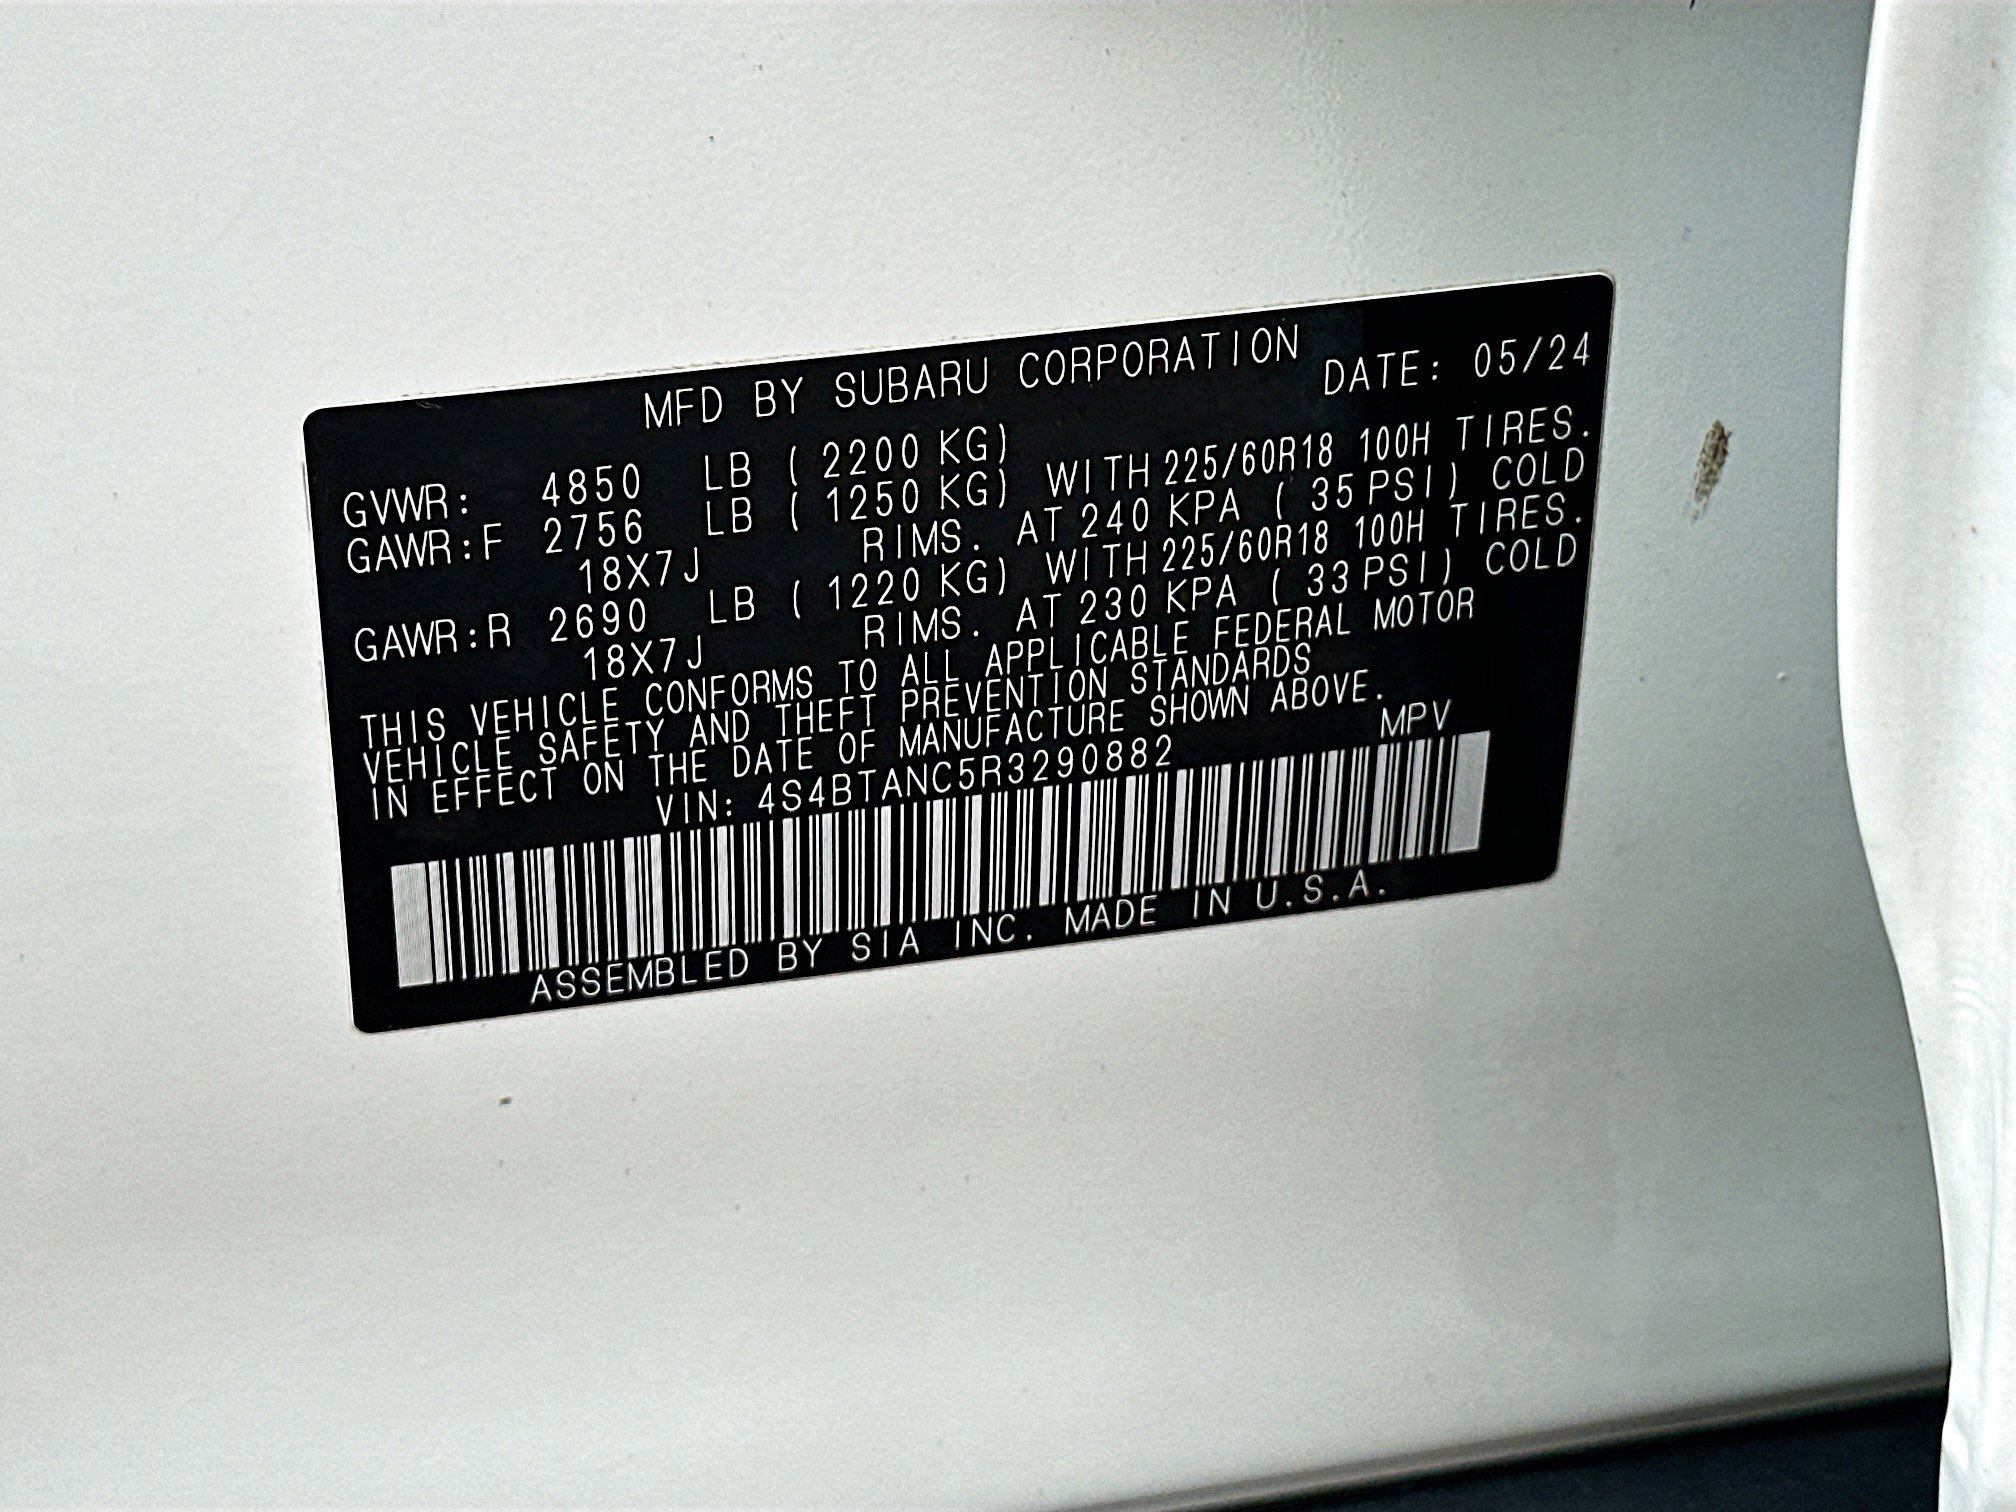 MFD BY SUBARU CORPORATION DATE: 05/24
GVWR: 4850 LB ( 2200 KG)
GAWR:F 2756 LB ( 1250 KG) WITH 225/60R18 100H TIRES.
18X7J RIMS. AT 240 KPA ( 35 PSI) COLD
GAWR:R 2690 LB ( 1220 KG) WITH 225/60R18 100H TIRES.
18X7J RIMS. AT 230 KPA ( 33 PSI) COLD
THIS VEHICLE CONFORMS TO ALL APPLICABLE FEDERAL MOTOR
VEHICLE SAFETY AND THEFT PREVENTION STANDARDS
IN EFFECT ON THE DATE OF MANUFACTURE SHOWN ABOVE.
VIN: 4S4BTANC5R3290882 MPV
ASSEMBLED BY SIA INC. MADE IN U.S.A.